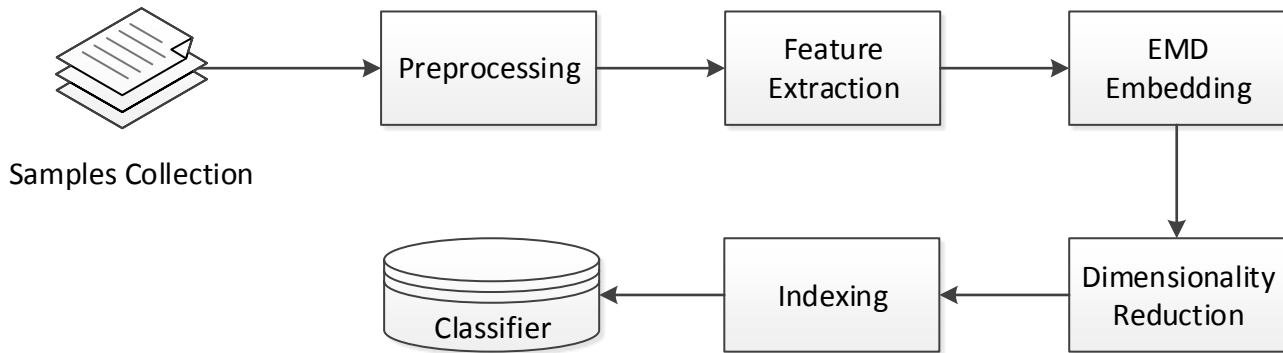 Samples Collection
Preprocessing
Feature
Extraction
EMD
Embedding
Dimensionality
Reduction
Indexing
Classifier